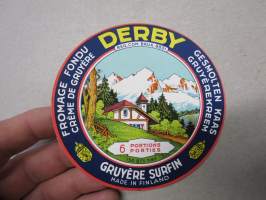 DERBY
FROMAGE FONDU
CRÈME DE GRUYÈRE
GESMOLTEN KAAS
GRUYÈREKREEM
6 PORTIONS
PORTIES
GRUYÈRE SURFIN
MADE IN FINLAND